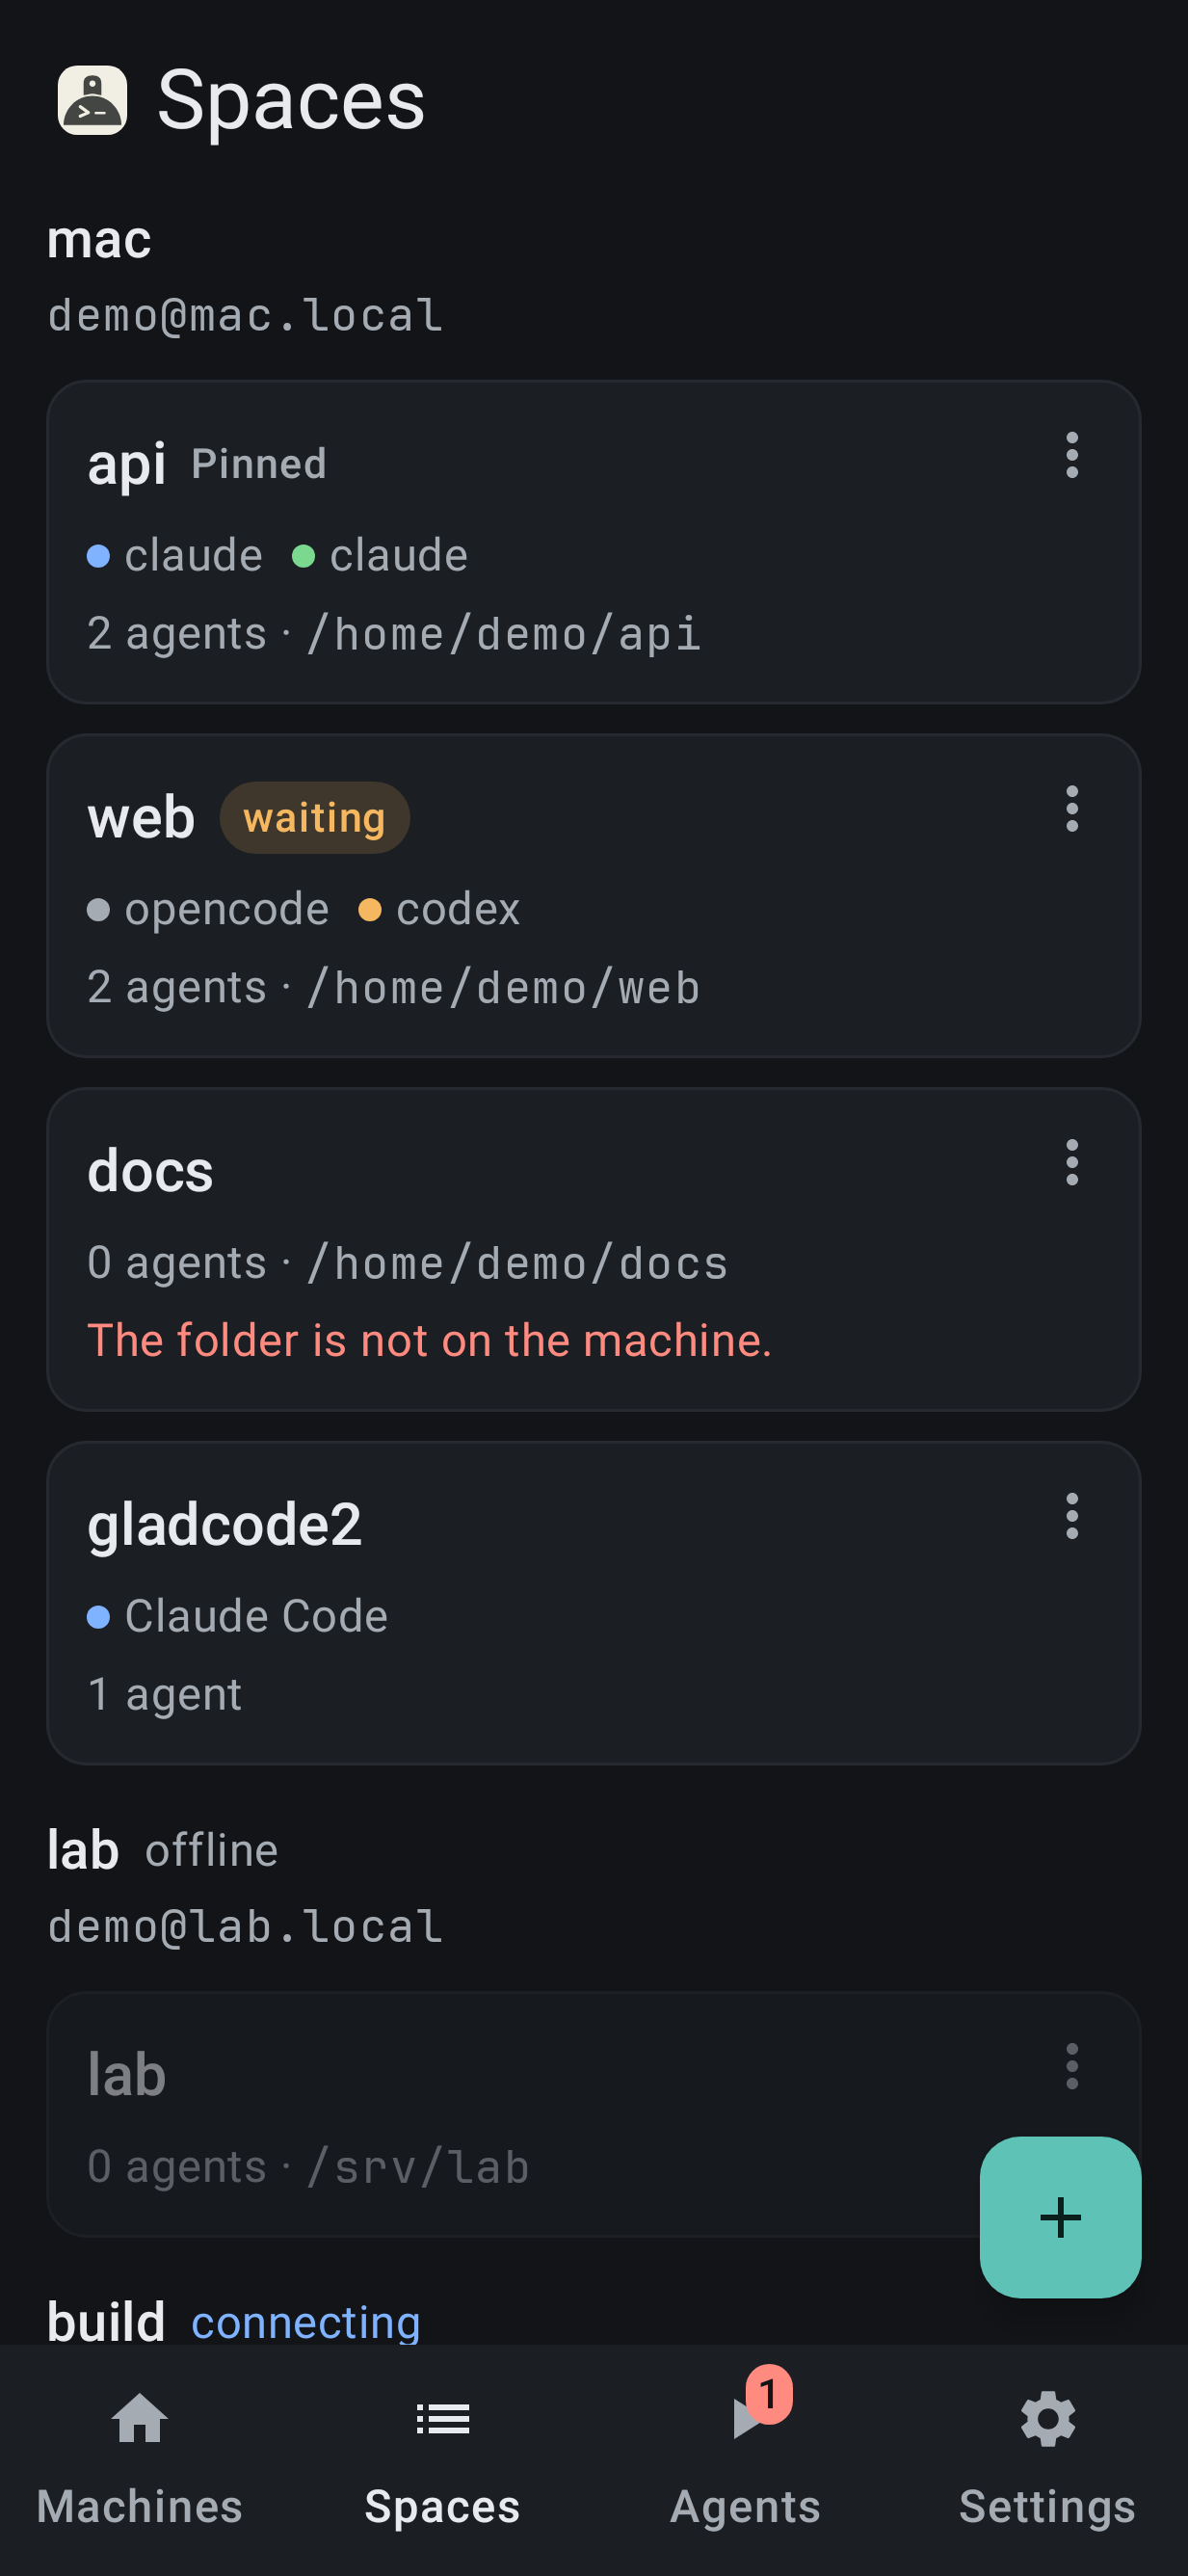 Spaces
mac
demo@mac.local
api Pinned
claude claude
2 agents · /home/demo/api
web waiting
opencode codex
2 agents · /home/demo/web
docs
0 agents · /home/demo/docs
The folder is not on the machine.
gladcode2
Claude Code
1 agent
lab offline
demo@lab.local
lab
0 agents · /srv/lab
build connecting
1
Machines Spaces Agents Settings